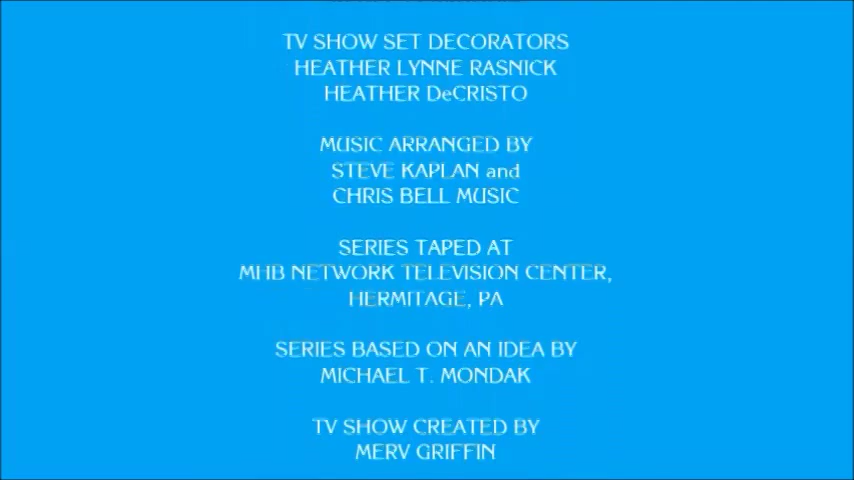 TV SHOW SET DECORATORS
HEATHER LYNNE RASNICK
HEATHER DeCRISTO
MUSIC ARRANGED BY
STEVE KAPLAN and
CHRIS BELL MUSIC
SERIES TAPED AT
MHB NETWORK TELEVISION CENTER,
HERMITAGE, PA
SERIES BASED ON AN IDEA BY
MICHAEL T. MONDAK
TV SHOW CREATED BY
MERV GRIFFIN